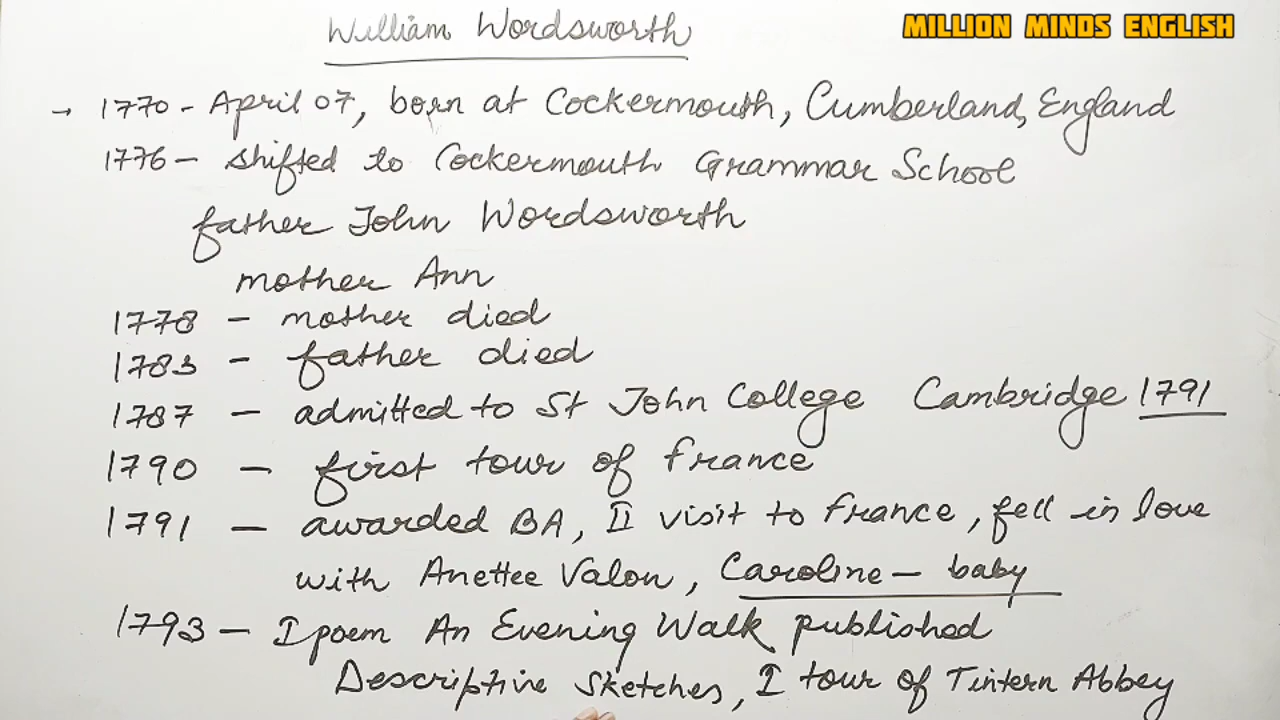 William Wordsworth
MILLION MINDS ENGLISH
→ 1770 - April 07, born at Cockermouth, Cumberland, England
1776 - shifted to Cockermouth Grammar School
father John Wordsworth
mother Ann
1778 - mother died
1783 - father died
1787 - admitted to St John College Cambridge 1791
1790 - first tour of France
1791 - awarded BA, II visit to France, fell in love
with Anettee Valon, Caroline - baby
1793 - I poem An Evening Walk published
Descriptive Sketches, I tour of Tintern Abbey